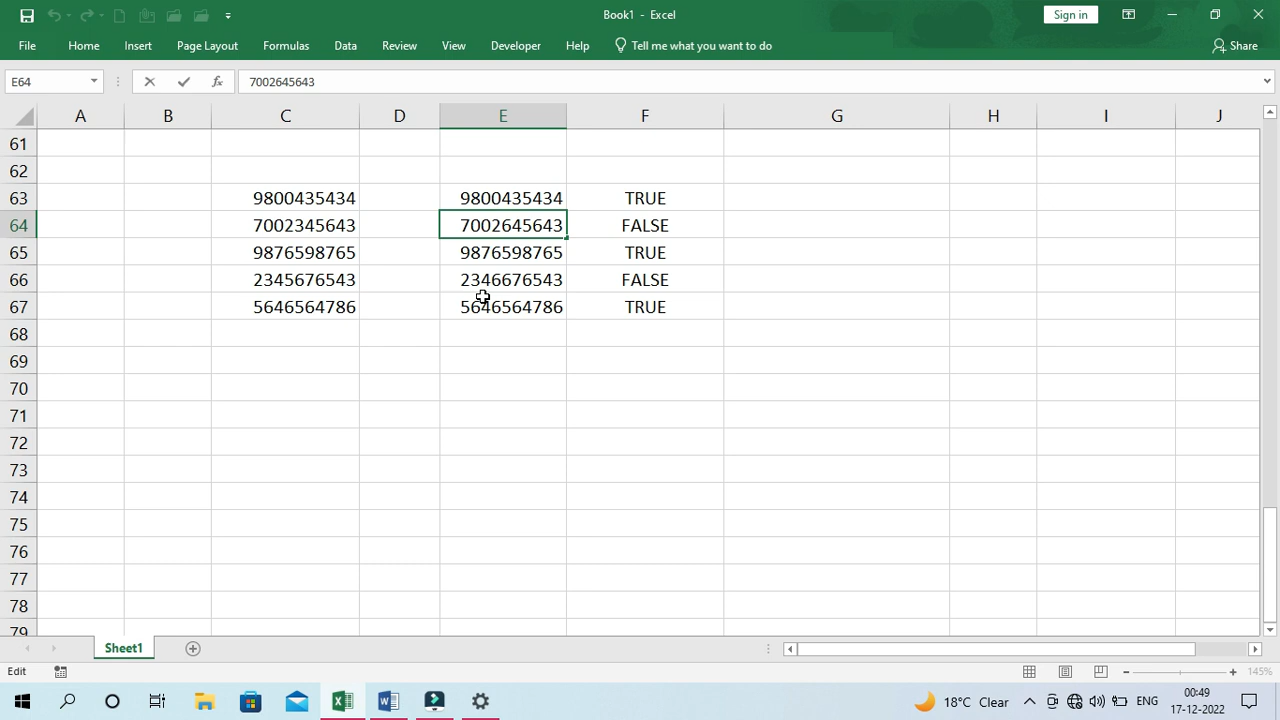 Book1 - Excel
Sign in
File Home Insert Page Layout Formulas Data Review View Developer Help Tell me what you want to do Share
E64 fx 7002645643
A B C D E F G H I J
61
62
63 9800435434 9800435434 TRUE
64 7002345643 7002645643 FALSE
65 9876598765 9876598765 TRUE
66 2345676543 2346676543 FALSE
67 5646564786 5646564786 TRUE
68
69
70
71
72
73
74
75
76
77
78
79
Sheet1
Edit 145%
18°C Clear ENG 00:49
17-12-2022